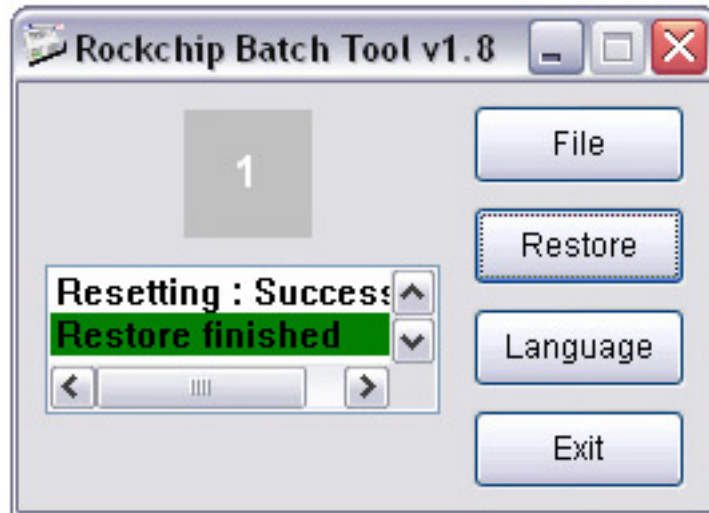 Rockchip Batch Tool v1.8
1
File
Restore
Resetting : Success
Restore finished
Language
Exit